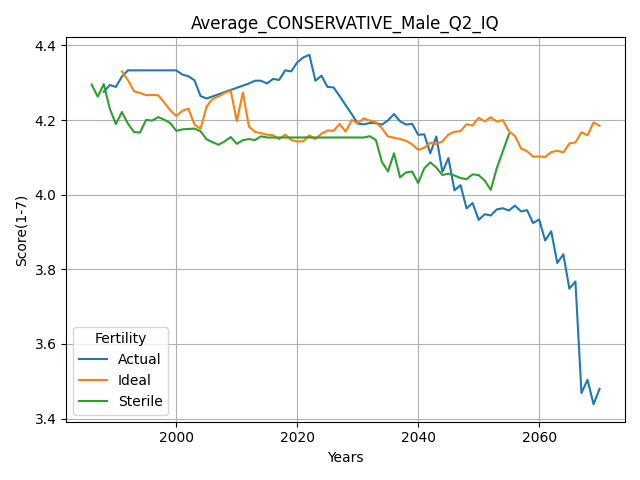 Average_CONSERVATIVE_Male_Q2_IQ
4.4
4.2
4.0
3.8
3.6
3.4
Score(1-7)
Fertility
Actual
Ideal
Sterile
2000
2020
2040
2060
Years